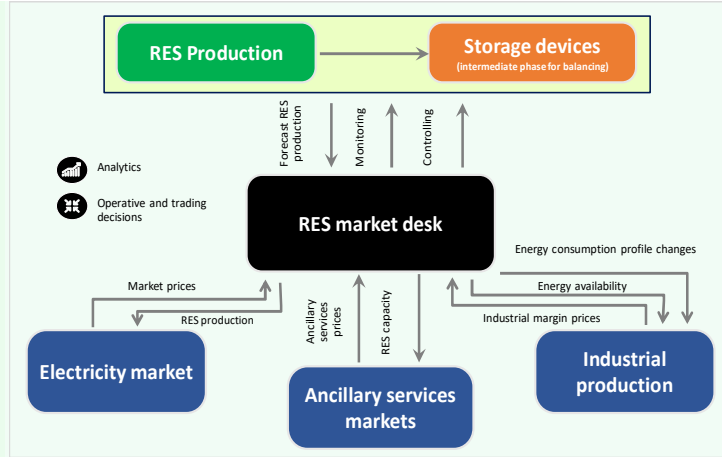 RES Production
Storage devices
(intermediate phase for balancing)
Forecast RES
production
Monitoring
Controlling
Analytics
Operative and trading
decisions
RES market desk
Energy consumption profile changes
Market prices
Energy availability
RES production
Industrial margin prices
Ancillary
services
prices
RES capacity
Electricity market
Ancillary services
markets
Industrial
production